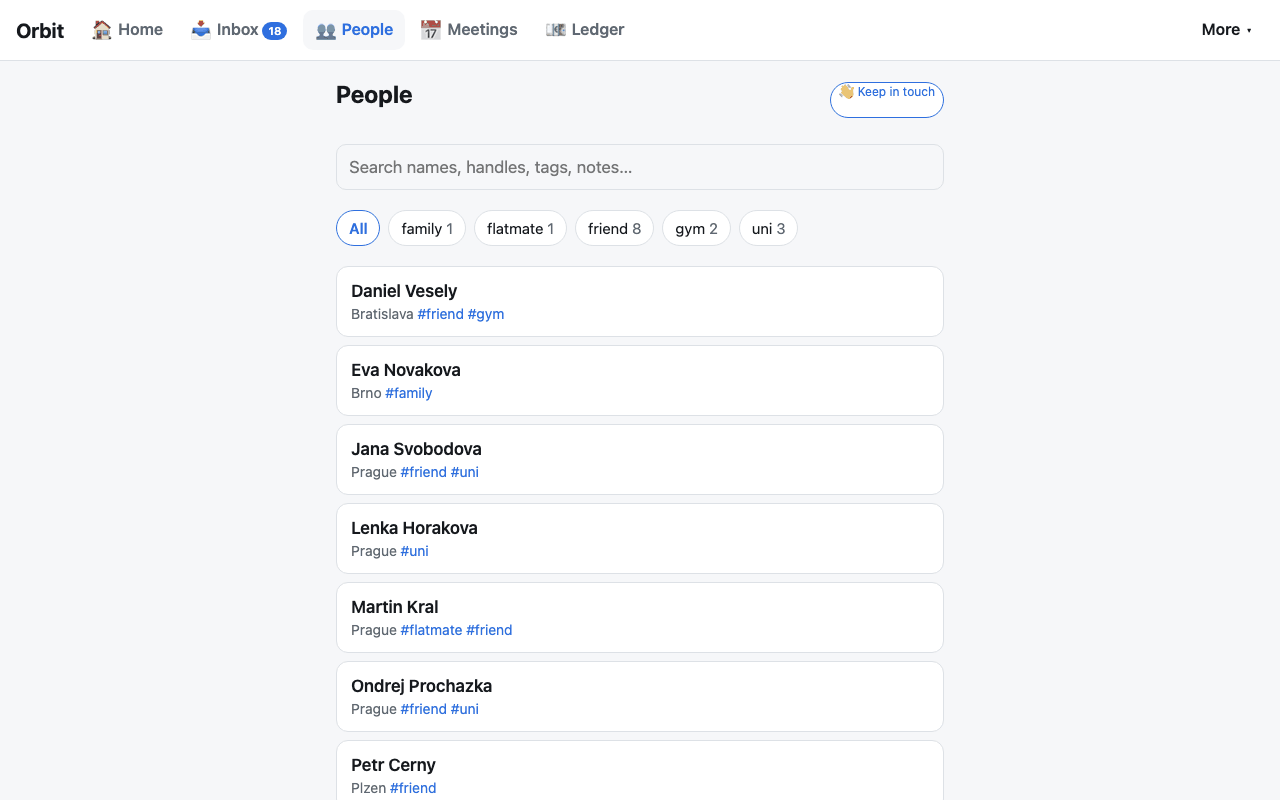 Orbit Home Inbox 18 People Meetings Ledger More
People
Keep in touch
Search names, handles, tags, notes...
All family 1 flatmate 1 friend 8 gym 2 uni 3
Daniel Vesely
Bratislava #friend #gym
Eva Novakova
Brno #family
Jana Svobodova
Prague #friend #uni
Lenka Horakova
Prague #uni
Martin Kral
Prague #flatmate #friend
Ondrej Prochazka
Prague #friend #uni
Petr Cerny
Plzen #friend